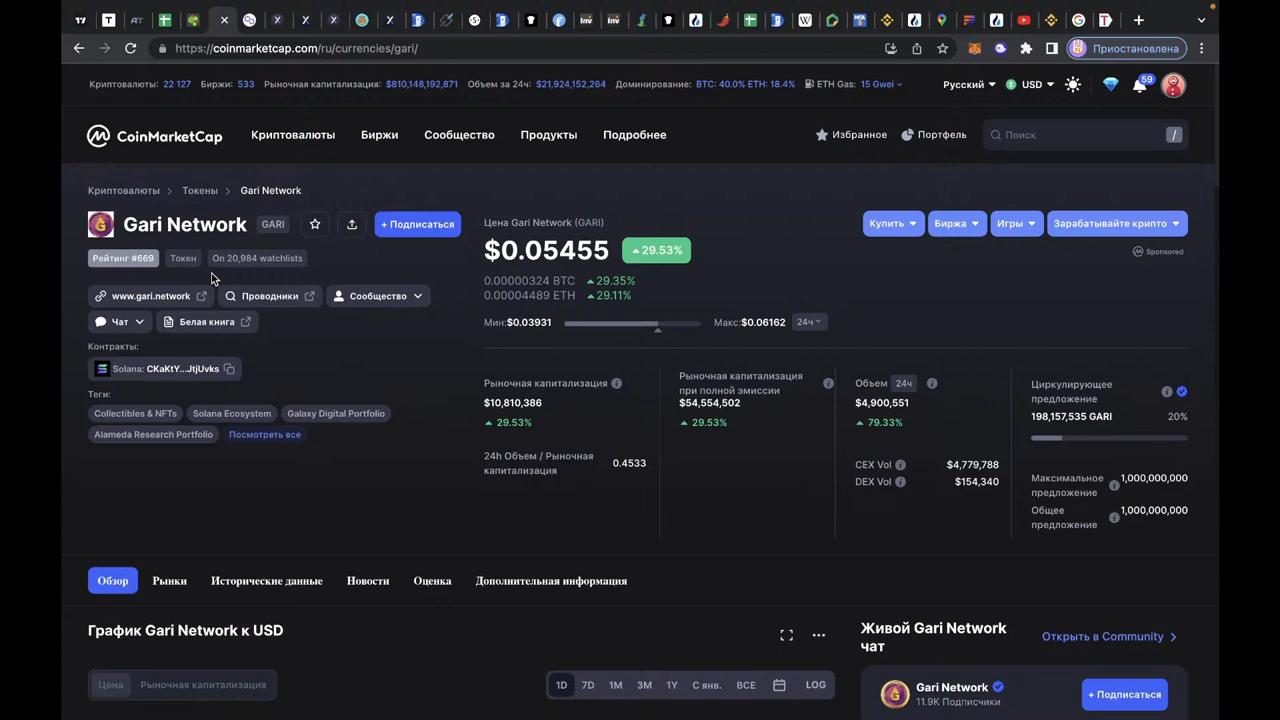 https://coinmarketcap.com/ru/currencies/gari/
Приостановлена
Криптовалюты: 22 127 Биржи: 533 Рыночная капитализация: $810,148,192,871 Объем за 24ч: $21,924,152,264 Доминирование: BTC: 40.0% ETH: 18.4% ETH Gas: 15 Gwei
Русский USD 59
CoinMarketCap
Криптовалюты Биржи Сообщество Продукты Подробнее
Избранное Портфель Поиск /
Криптовалюты > Токены > Gari Network
Gari Network GARI + Подписаться
Рейтинг #669 Токен On 20,984 watchlists
www.gari.network Проводники Сообщество
Чат Белая книга
Контракты:
Solana: CKaKtY...JtjUvks
Теги:
Collectibles & NFTs Solana Ecosystem Galaxy Digital Portfolio
Alameda Research Portfolio Посмотреть все
Цена Gari Network (GARI)
$0.05455 29.53%
0.00000324 BTC 29.35%
0.00004489 ETH 29.11%
Мин:$0.03931 Макс:$0.06162 24ч
Купить Биржа Игры Зарабатывайте крипто
Sponsored
Рыночная капитализация
$10,810,386
29.53%
24h Объем / Рыночная
капитализация
0.4533
Рыночная капитализация
при полной эмиссии
$54,554,502
29.53%
Объем 24ч
$4,900,551
79.33%
CEX Vol $4,779,788
DEX Vol $154,340
Циркулирующее
предложение
198,157,535 GARI 20%
Максимальное
предложение
1,000,000,000
Общее
предложение
1,000,000,000
Обзор Рынки Исторические данные Новости Оценка Дополнительная информация
График Gari Network к USD
Цена Рыночная капитализация
1D 7D 1M 3M 1Y С янв. ВСЕ LOG
Живой Gari Network
чат
Открыть в Community
Gari Network
11.9K Подписчики
+ Подписаться